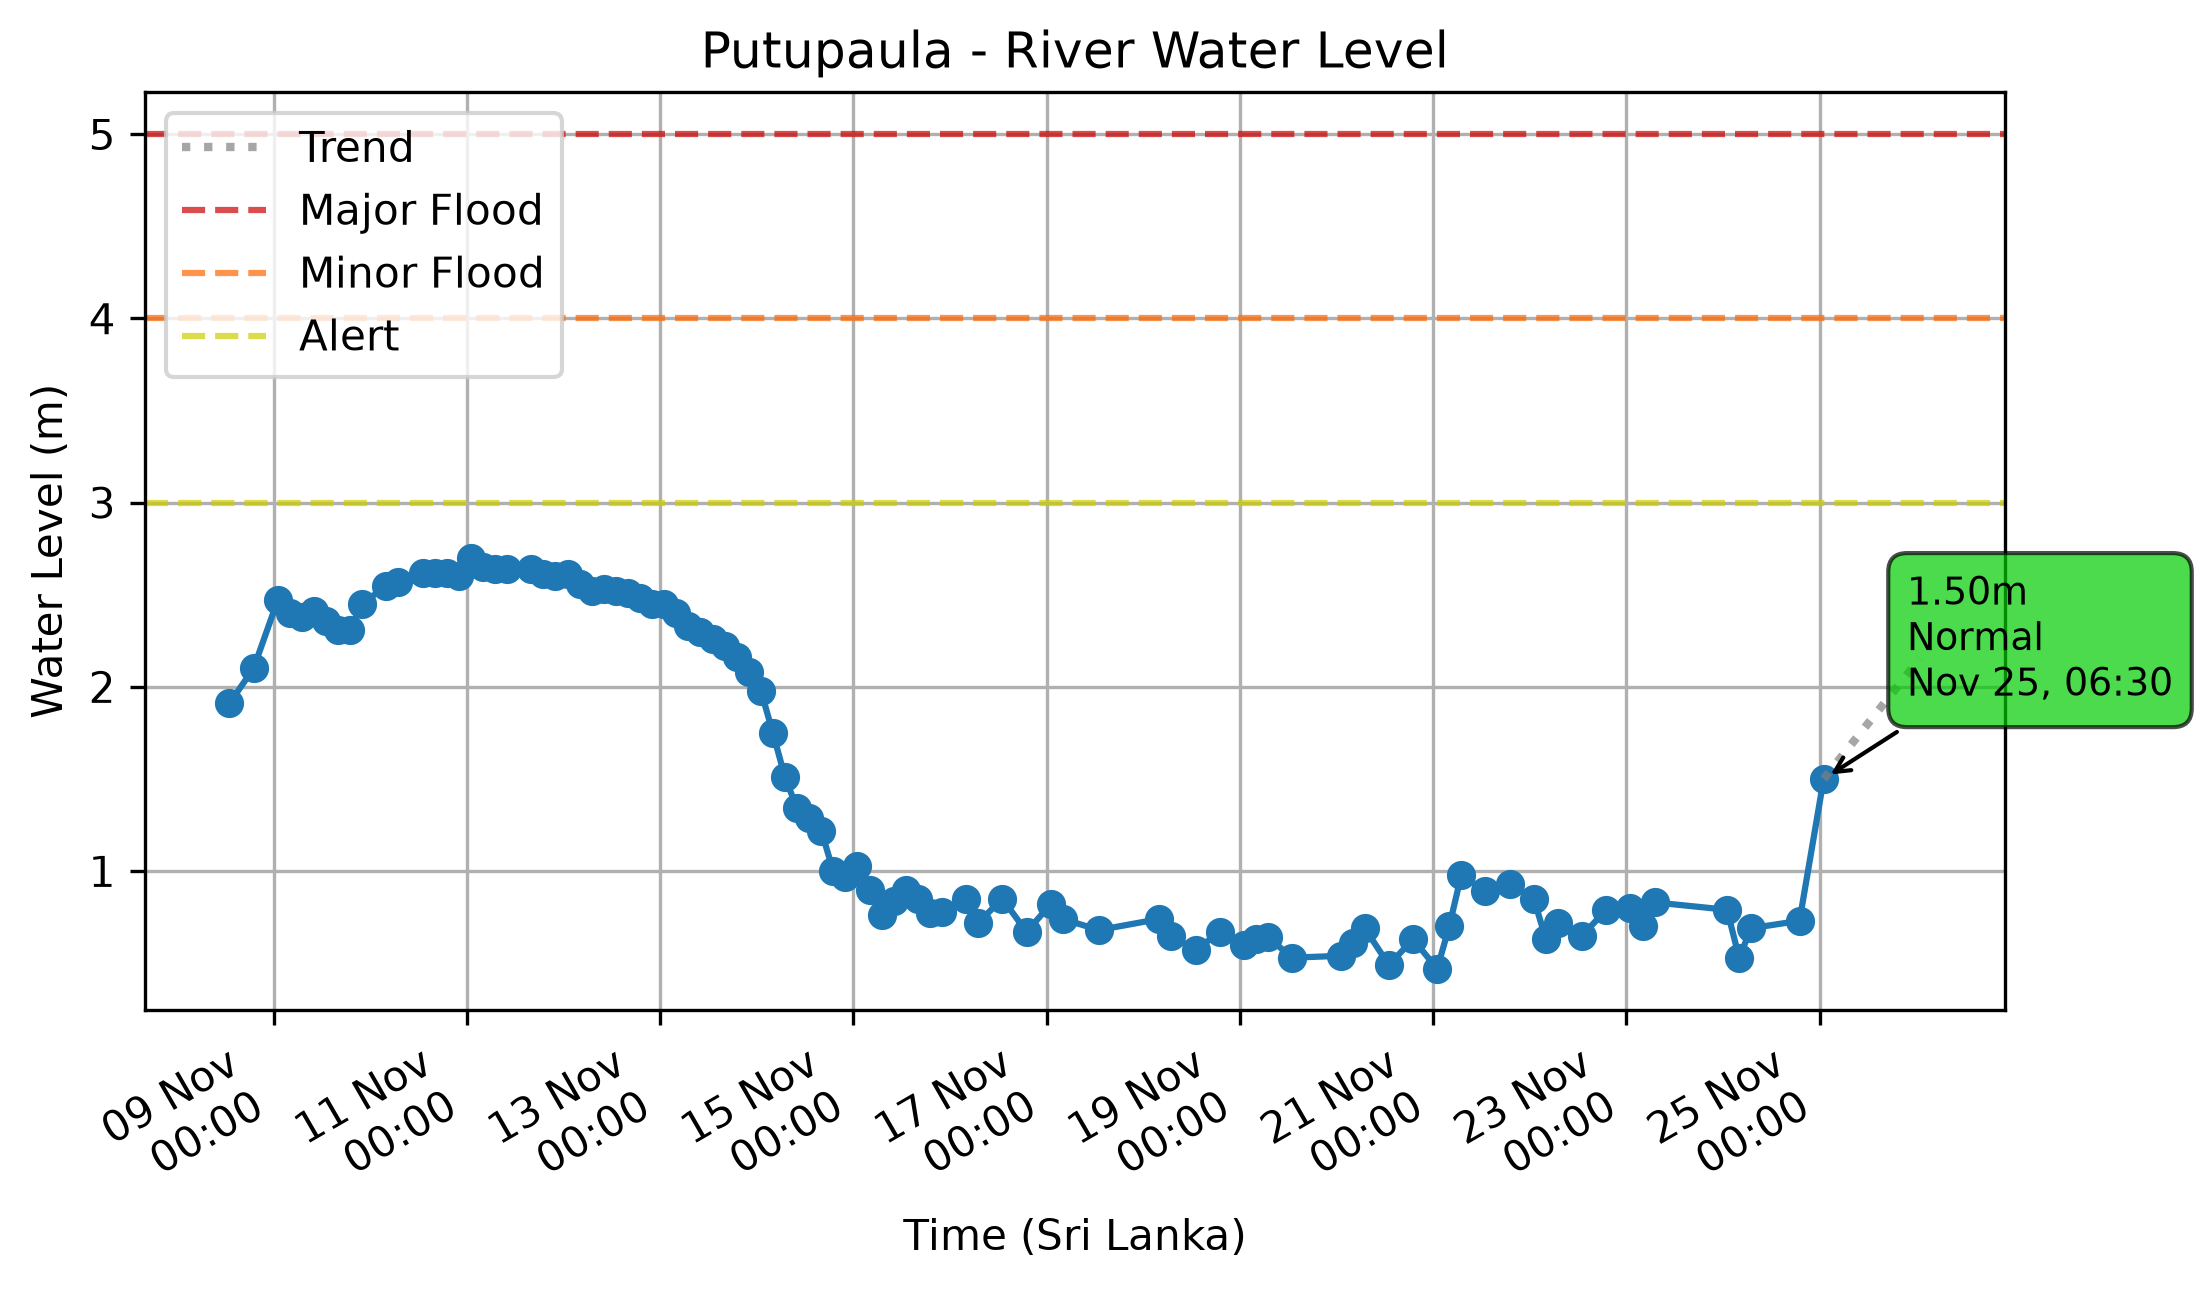 Putupaula - River Water Level
Trend
Major Flood
Minor Flood
Alert
5
4
3
2
1
Water Level (m)
1.50m
Normal
Nov 25, 06:30
09 Nov
00:00
11 Nov
00:00
13 Nov
00:00
15 Nov
00:00
17 Nov
00:00
19 Nov
00:00
21 Nov
00:00
23 Nov
00:00
25 Nov
00:00
Time (Sri Lanka)